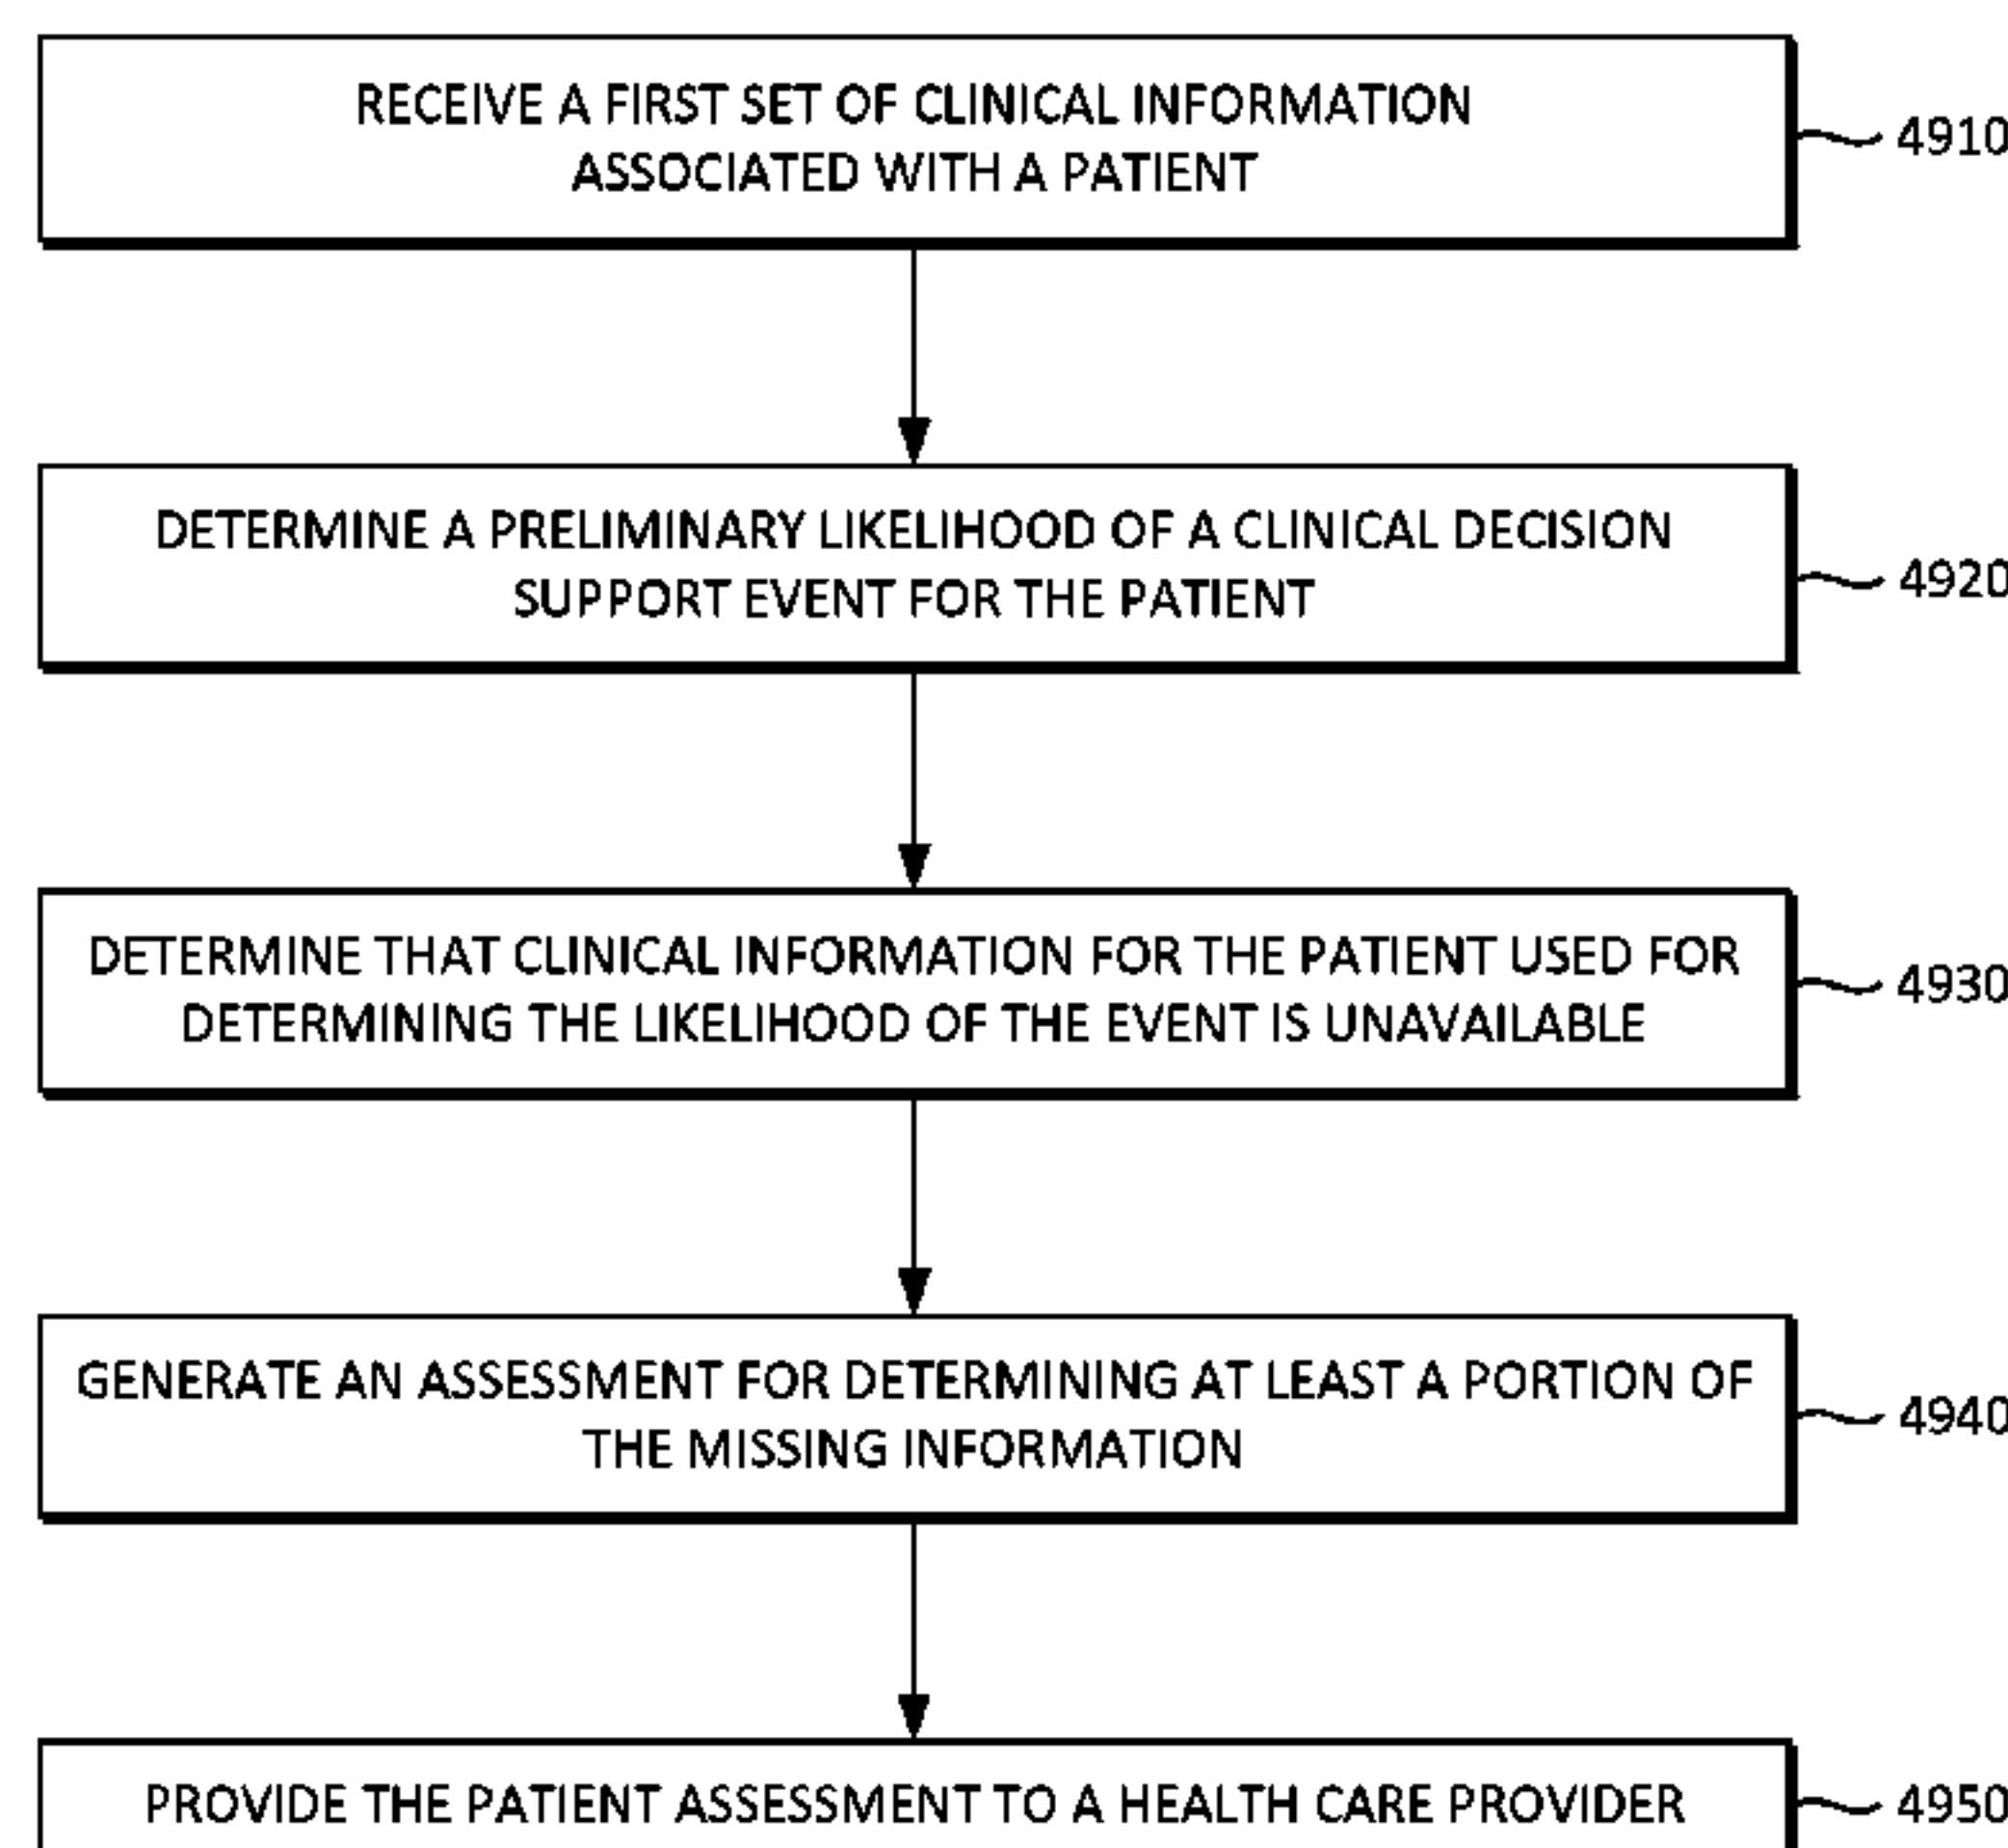 RECEIVE A FIRST SET OF CLINICAL INFORMATION
ASSOCIATED WITH A PATIENT
4910
DETERMINE A PRELIMINARY LIKELIHOOD OF A CLINICAL DECISION
SUPPORT EVENT FOR THE PATIENT
4920
DETERMINE THAT CLINICAL INFORMATION FOR THE PATIENT USED FOR
DETERMINING THE LIKELIHOOD OF THE EVENT IS UNAVAILABLE
4930
GENERATE AN ASSESSMENT FOR DETERMINING AT LEAST A PORTION OF
THE MISSING INFORMATION
4940
PROVIDE THE PATIENT ASSESSMENT TO A HEALTH CARE PROVIDER
4950